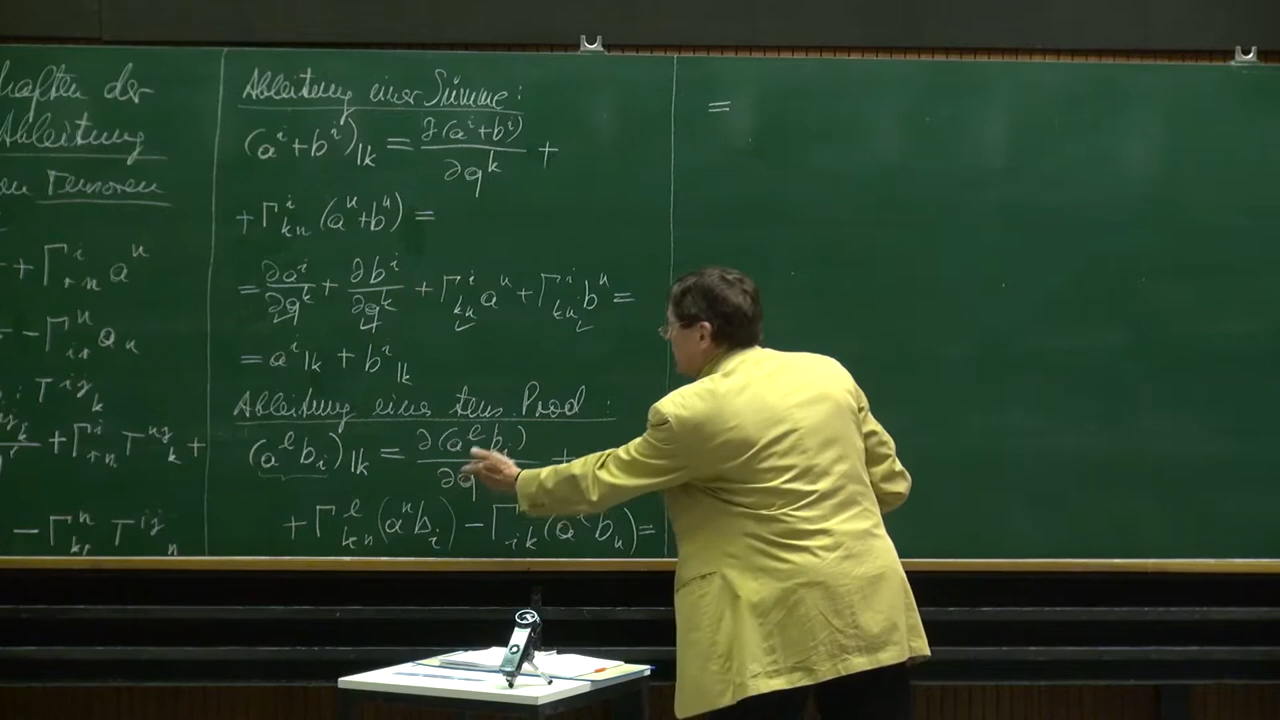 haften der
Ableitung
en Tensoren
+ Γ^i_{rn} a^n
- Γ^n_{ir} a_n
: T^{ij}_k
+ Γ^i_{rn} T^{nj}_k +
- Γ^n_{kr} T^{ij}_n
Ableitung einer Summe:
(a^i + b^i)_{|k} = ∂(a^i + b^i)/∂q^k +
+ Γ^i_{kn} (a^n + b^n) =
= ∂a^i/∂q^k + ∂b^i/∂q^k + Γ^i_{kn} a^n + Γ^i_{kn} b^n =
= a^i_{|k} + b^i_{|k}
Ableitung eines tens. Prod :
(a^l b_i)_{|k} = ∂(a^l b_i)/∂q +
+ Γ^l_{kn} (a^n b_i) - Γ_{ik} (a b_n) =
=